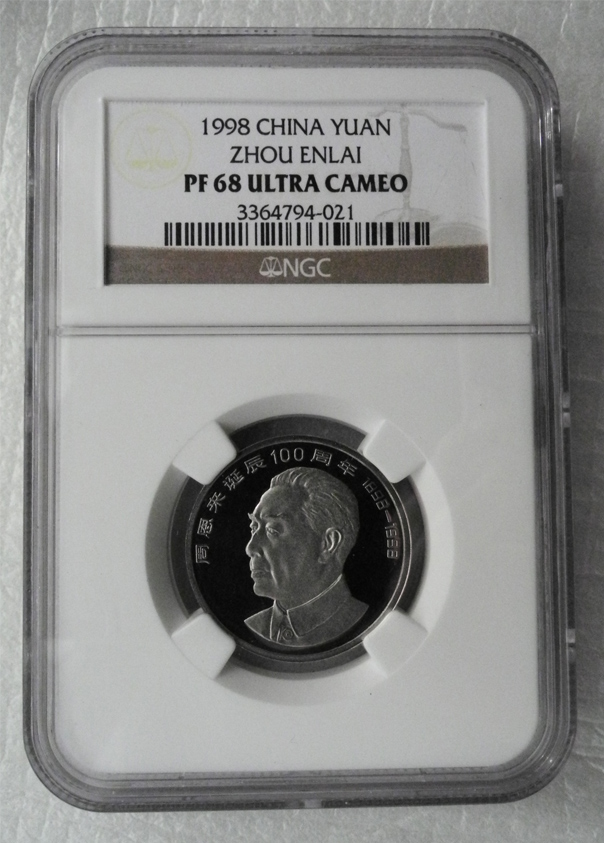 1998 CHINA YUAN
ZHOU ENLAI
PF 68 ULTRA CAMEO
3364794-021
NGC
周恩来诞辰100周年 1898-1998